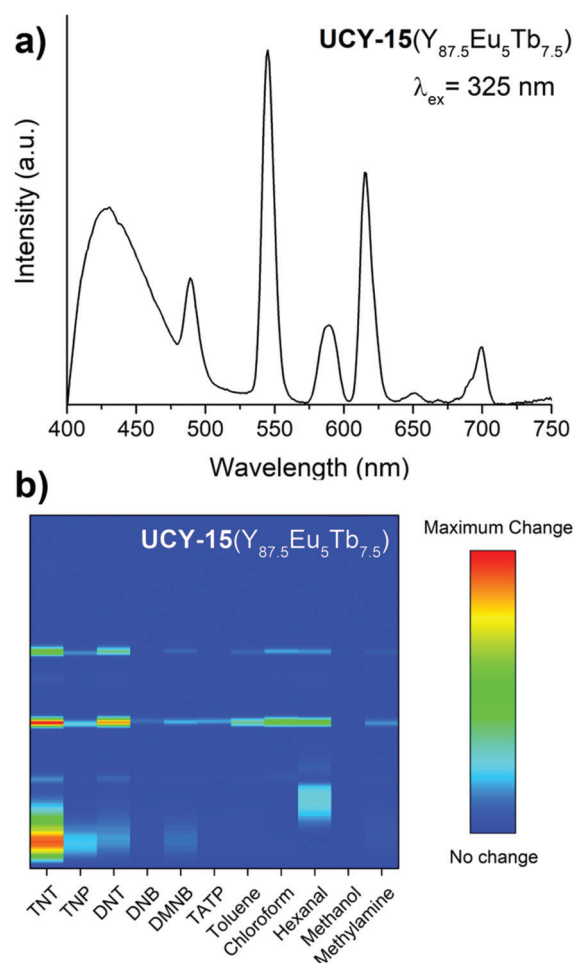 a)
UCY-15(Y87.5Eu5Tb7.5)
λex= 325 nm
Intensity (a.u.)
400 450 500 550 600 650 700 750
Wavelength (nm)
b)
UCY-15(Y87.5Eu5Tb7.5)
Maximum Change
No change
TNT
TNP
DNT
DNB
DMNB
TATP
Toluene
Chloroform
Hexanal
Methanol
Methylamine